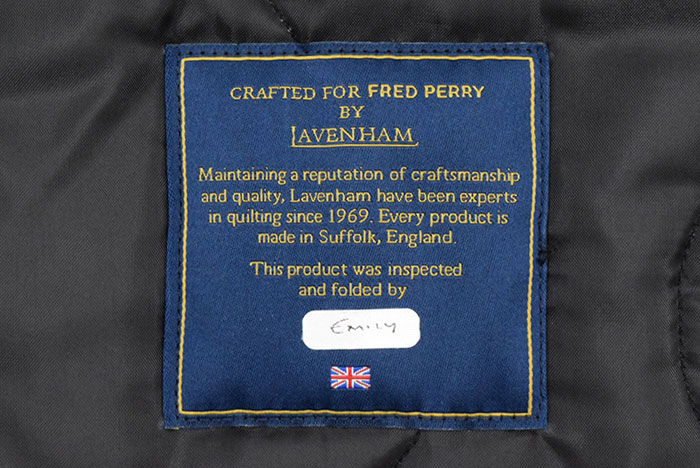 CRAFTED FOR FRED PERRY
BY
LAVENHAM
Maintaining a reputation of craftsmanship
and quality, Lavenham have been experts
in quilting since 1969. Every product is
made in Suffolk, England.
This product was inspected
and folded by
EMILY